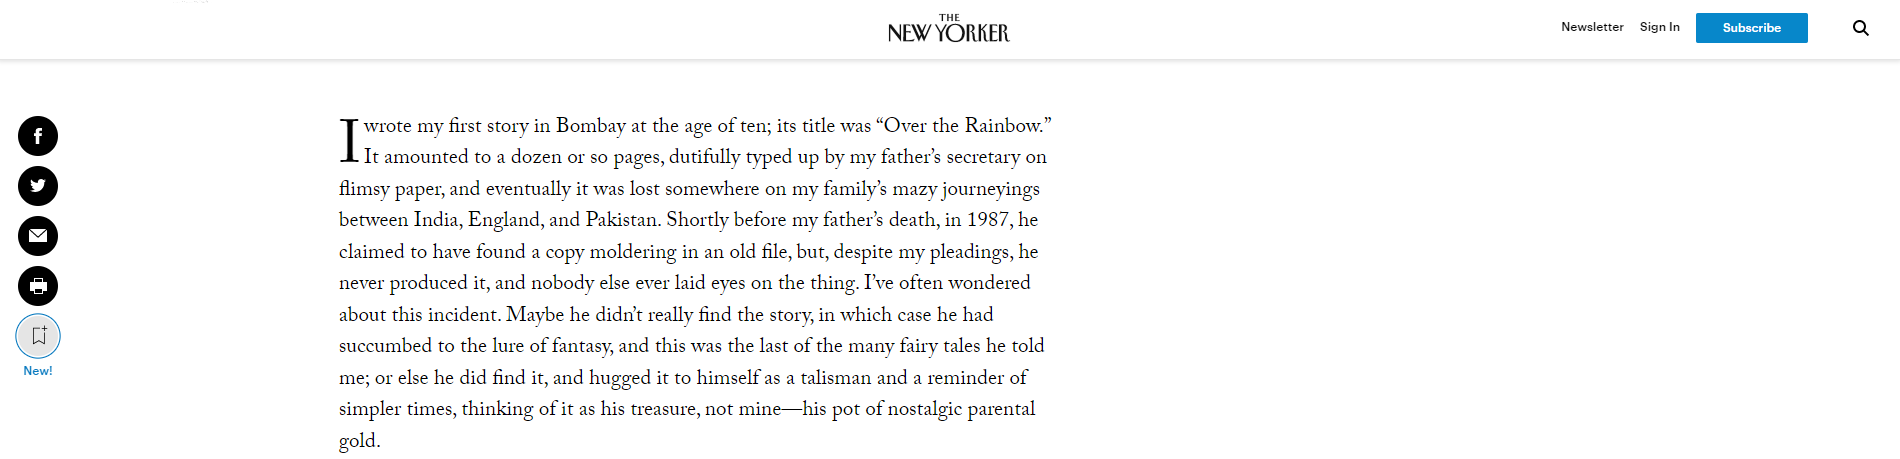 THE
NEW YORKER
Newsletter
Sign In
Subscribe
I wrote my first story in Bombay at the age of ten; its title was “Over the Rainbow.”
It amounted to a dozen or so pages, dutifully typed up by my father’s secretary on
flimsy paper, and eventually it was lost somewhere on my family’s mazy journeyings
between India, England, and Pakistan. Shortly before my father’s death, in 1987, he
claimed to have found a copy moldering in an old file, but, despite my pleadings, he
never produced it, and nobody else ever laid eyes on the thing. I’ve often wondered
about this incident. Maybe he didn’t really find the story, in which case he had
succumbed to the lure of fantasy, and this was the last of the many fairy tales he told
me; or else he did find it, and hugged it to himself as a talisman and a reminder of
simpler times, thinking of it as his treasure, not mine—his pot of nostalgic parental
gold.
New!